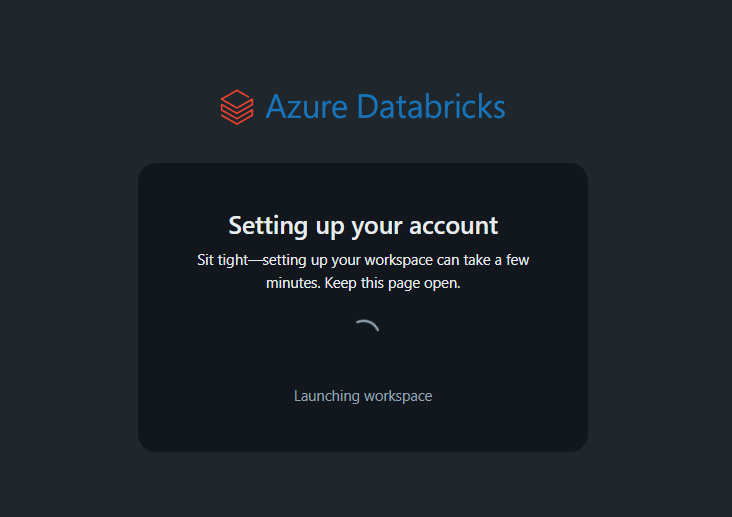 Azure Databricks
Setting up your account
Sit tight—setting up your workspace can take a few
minutes. Keep this page open.
Launching workspace